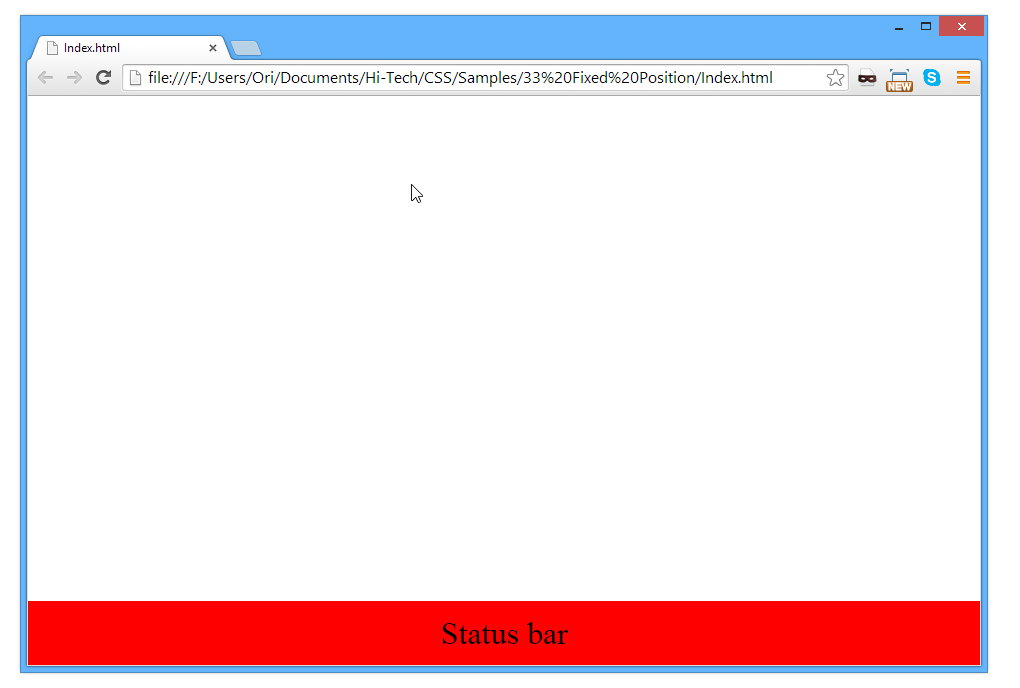 Index.html
file:///F:/Users/Ori/Documents/Hi-Tech/CSS/Samples/33%20Fixed%20Position/Index.html
NEW
S
Status bar